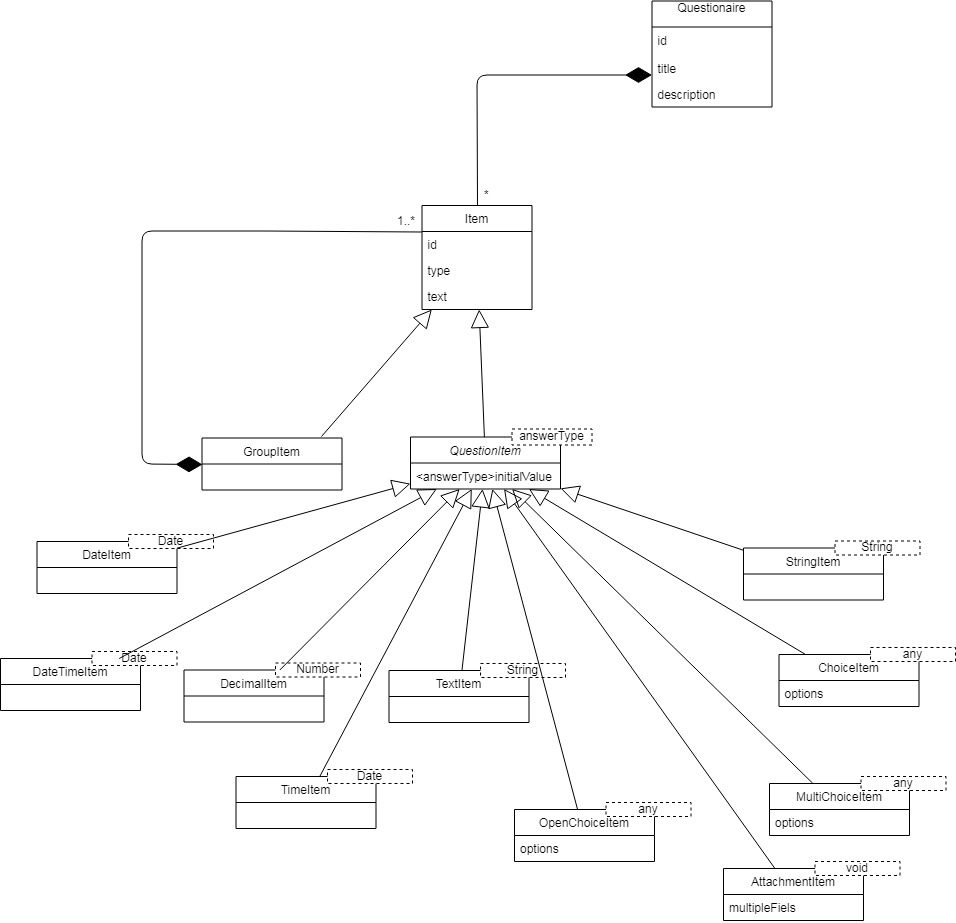 Questionaire
id
title
description
*
1..*
Item
id
type
text
answerType
GroupItem
QuestionItem
<answerType>initialValue
Date
DateItem
String
StringItem
Date
DateTimeItem
Number
DecimalItem
String
TextItem
any
ChoiceItem
options
Date
TimeItem
any
MultiChoiceItem
options
any
OpenChoiceItem
options
void
AttachmentItem
multipleFiels